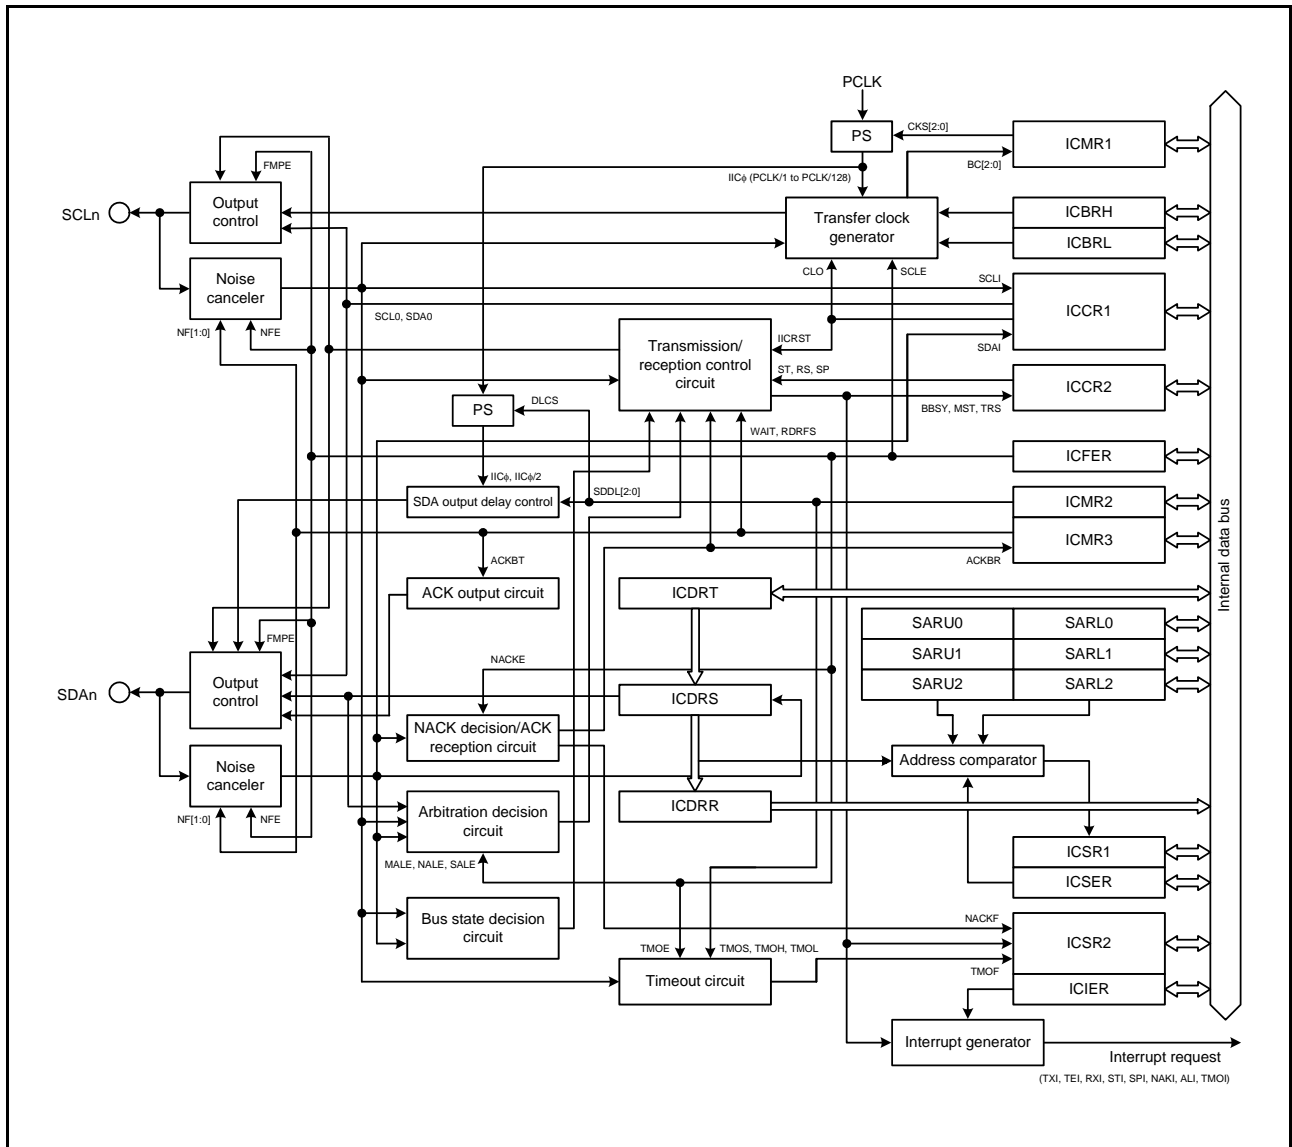 PCLK
PS
CKS[2:0]
ICMR1
BC[2:0]
FMPE
IICϕ (PCLK/1 to PCLK/128)
SCLn
Output
control
Transfer clock
generator
ICBRH
ICBRL
Noise
canceler
CLO
SCLE
SCLI
ICCR1
SCL0, SDA0
NF[1:0]
NFE
Transmission/
reception control
circuit
IICRST
SDAI
ST, RS, SP
ICCR2
BBSY, MST, TRS
PS
DLCS
WAIT, RDRFS
ICFER
IICϕ, IICϕ/2
SDA output delay control
SDDL[2:0]
ICMR2
ICMR3
ACKBT
ACKBR
ACK output circuit
ICDRT
Internal data bus
SARU0
SARL0
SARU1
SARL1
SARU2
SARL2
FMPE
NACKE
SDAn
Output
control
ICDRS
NACK decision/ACK
reception circuit
Noise
canceler
Address comparator
Arbitration decision
circuit
ICDRR
NF[1:0]
NFE
MALE, NALE, SALE
ICSR1
ICSER
Bus state decision
circuit
NACKF
ICSR2
TMOE
TMOS, TMOH, TMOL
TMOF
Timeout circuit
ICIER
Interrupt generator
Interrupt request
(TXI, TEI, RXI, STI, SPI, NAKI, ALI, TMOI)